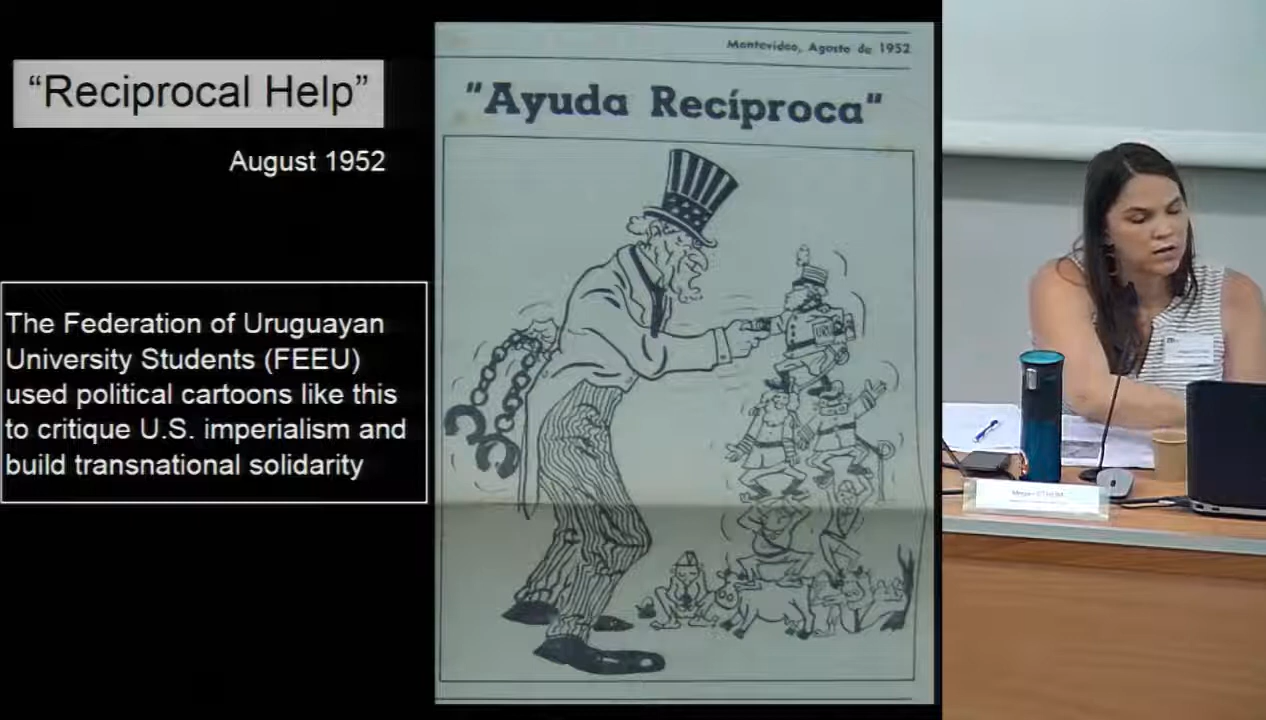 “Reciprocal Help”
August 1952
The Federation of Uruguayan
University Students (FEEU)
used political cartoons like this
to critique U.S. imperialism and
build transnational solidarity
Montevideo, Agosto de 1952
"Ayuda Recíproca"